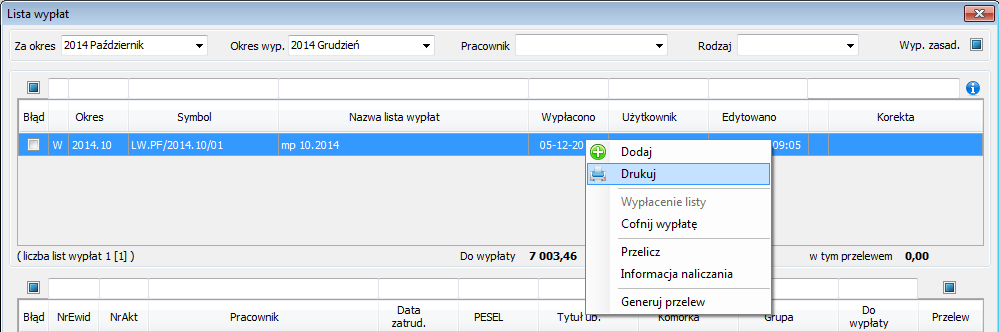 Lista wypłat
Za okres 2014 Październik Okres wyp. 2014 Grudzień Pracownik Rodzaj Wyp. zasad.
Błąd Okres Symbol Nazwa lista wypłat Wypłacono Użytkownik Edytowano Korekta
W 2014.10 LW.PF/2014.10/01 mp 10.2014 05-12-20 09:05
Dodaj
Drukuj
Wypłacenie listy
Cofnij wypłatę
Przelicz
Informacja naliczania
Generuj przelew
( liczba list wypłat 1 [1] ) Do wypłaty 7 003,46 w tym przelewem 0,00
Błąd NrEwid NrAkt Pracownik Data zatrud. PESEL Tytuł ub. Komórka Grupa Do wypłaty Przelew